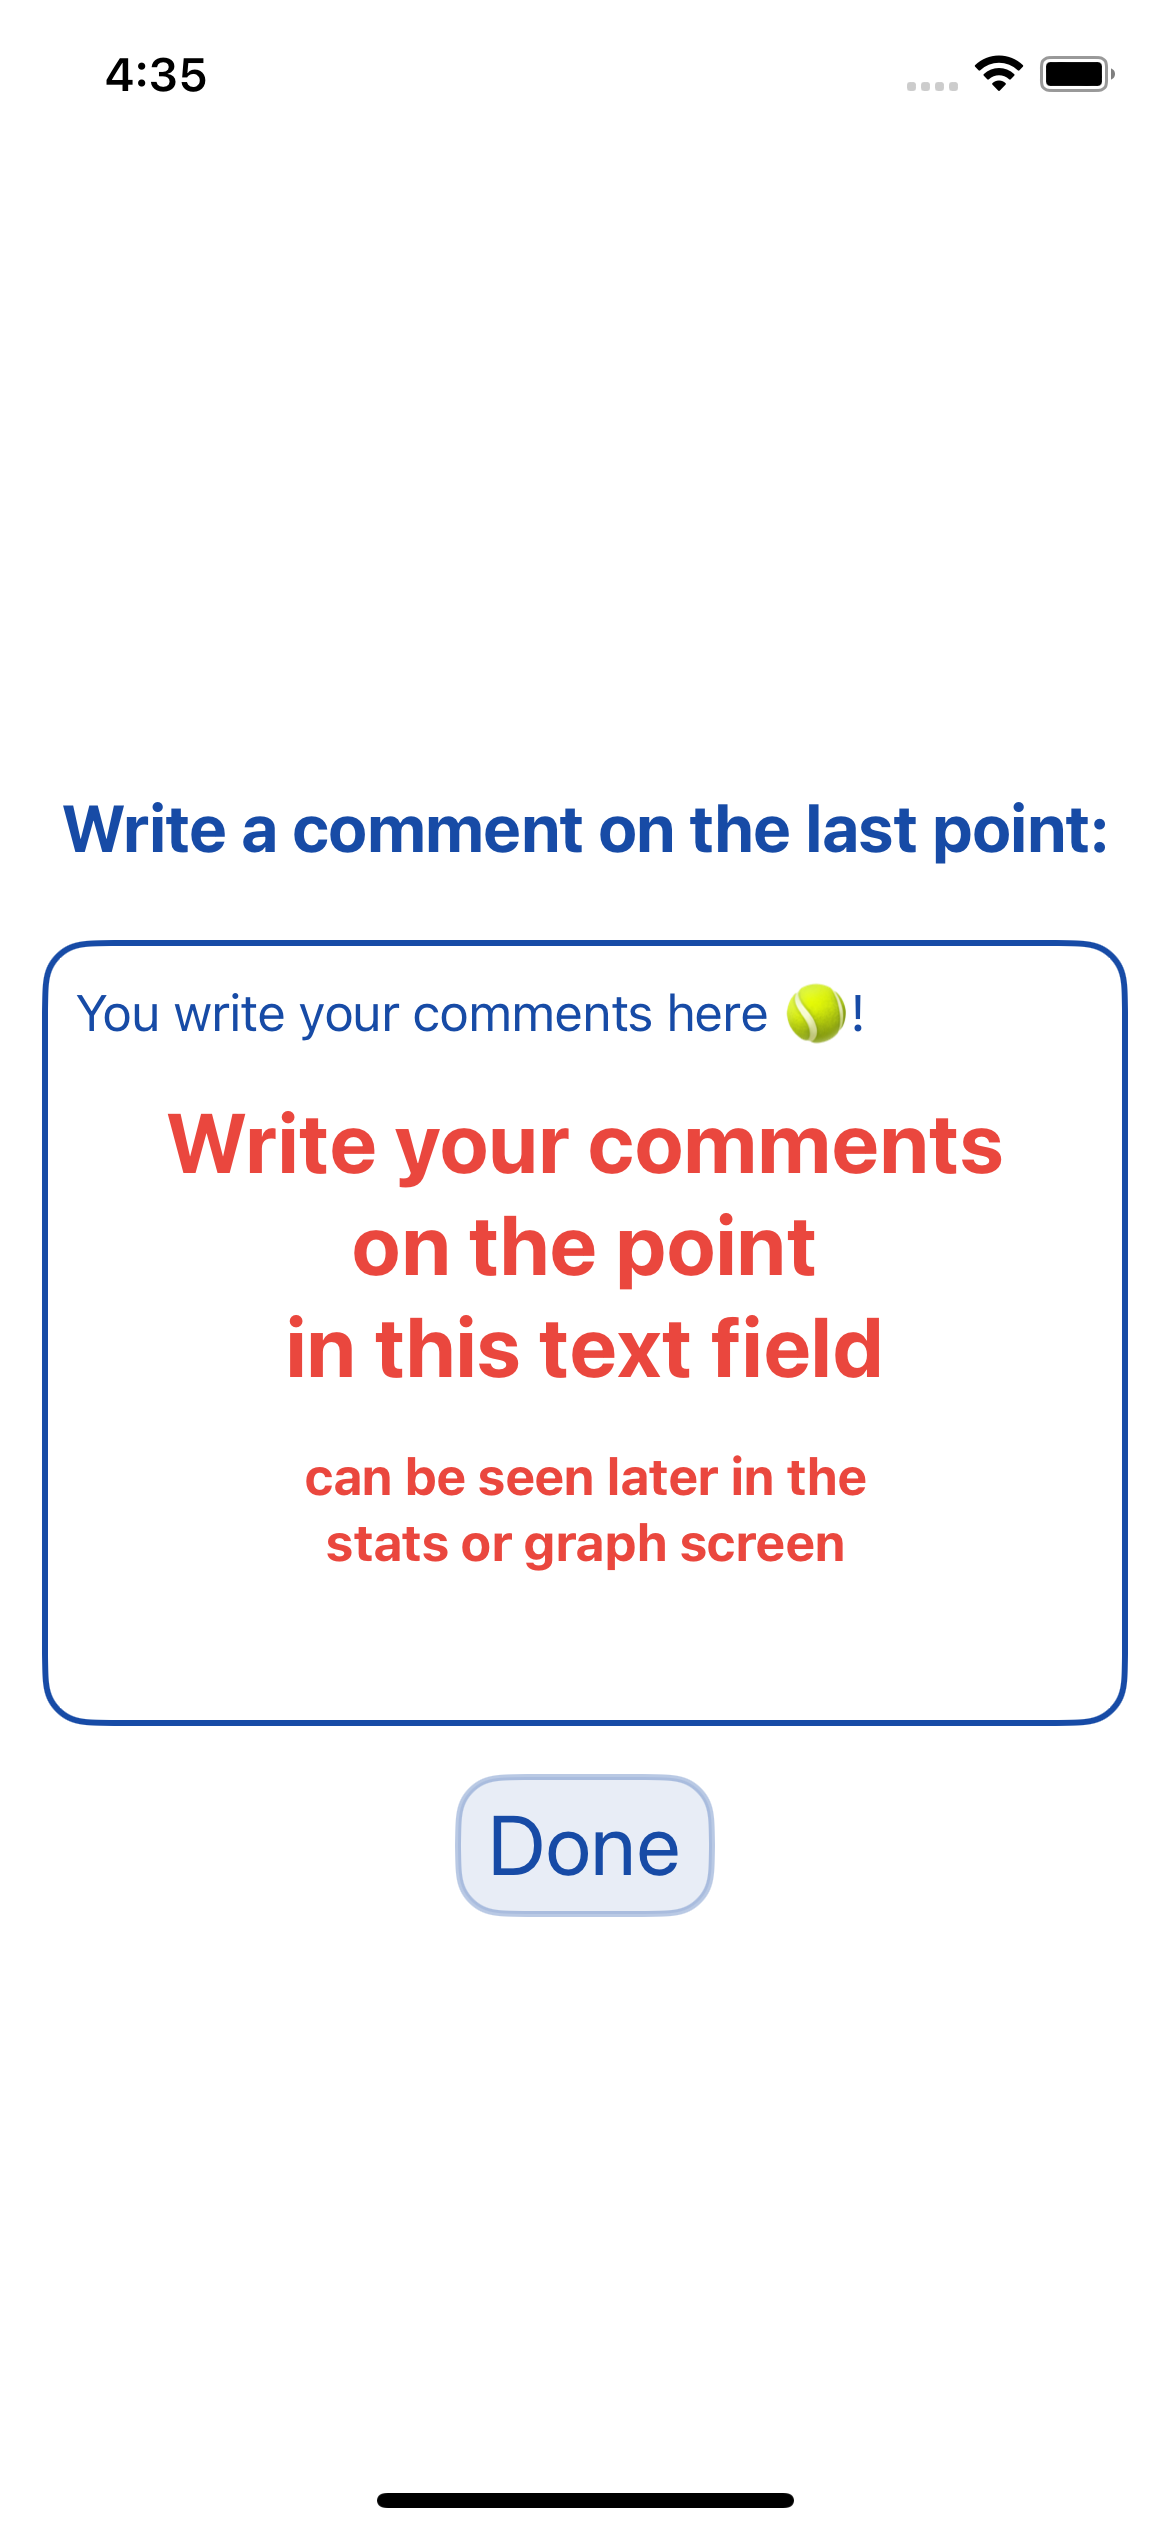 4:35
Write a comment on the last point:
You write your comments here 🎾!
Write your comments
on the point
in this text field
can be seen later in the
stats or graph screen
Done